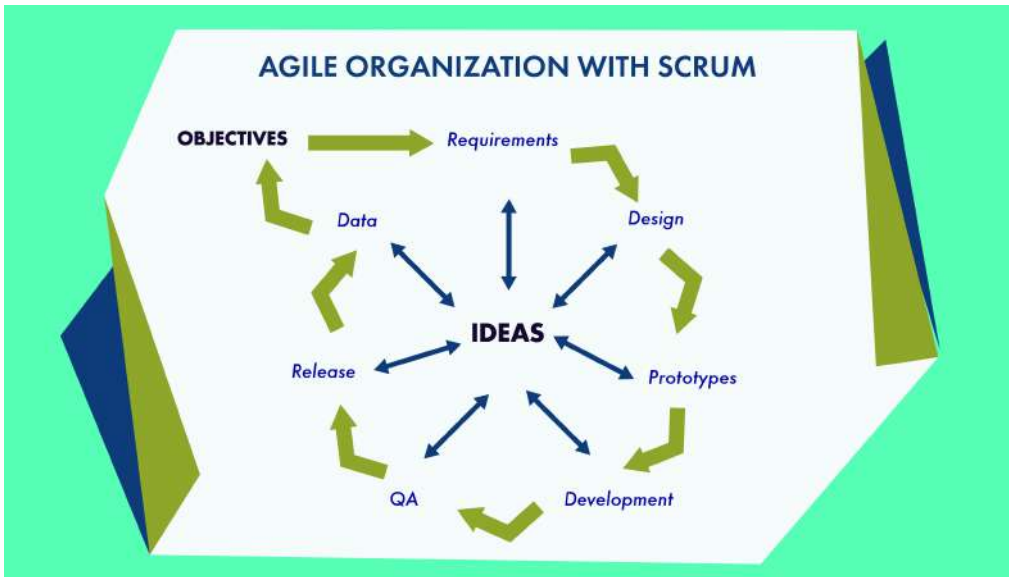 AGILE ORGANIZATION WITH SCRUM
OBJECTIVES
Requirements
Data
Design
IDEAS
Release
Prototypes
QA
Development